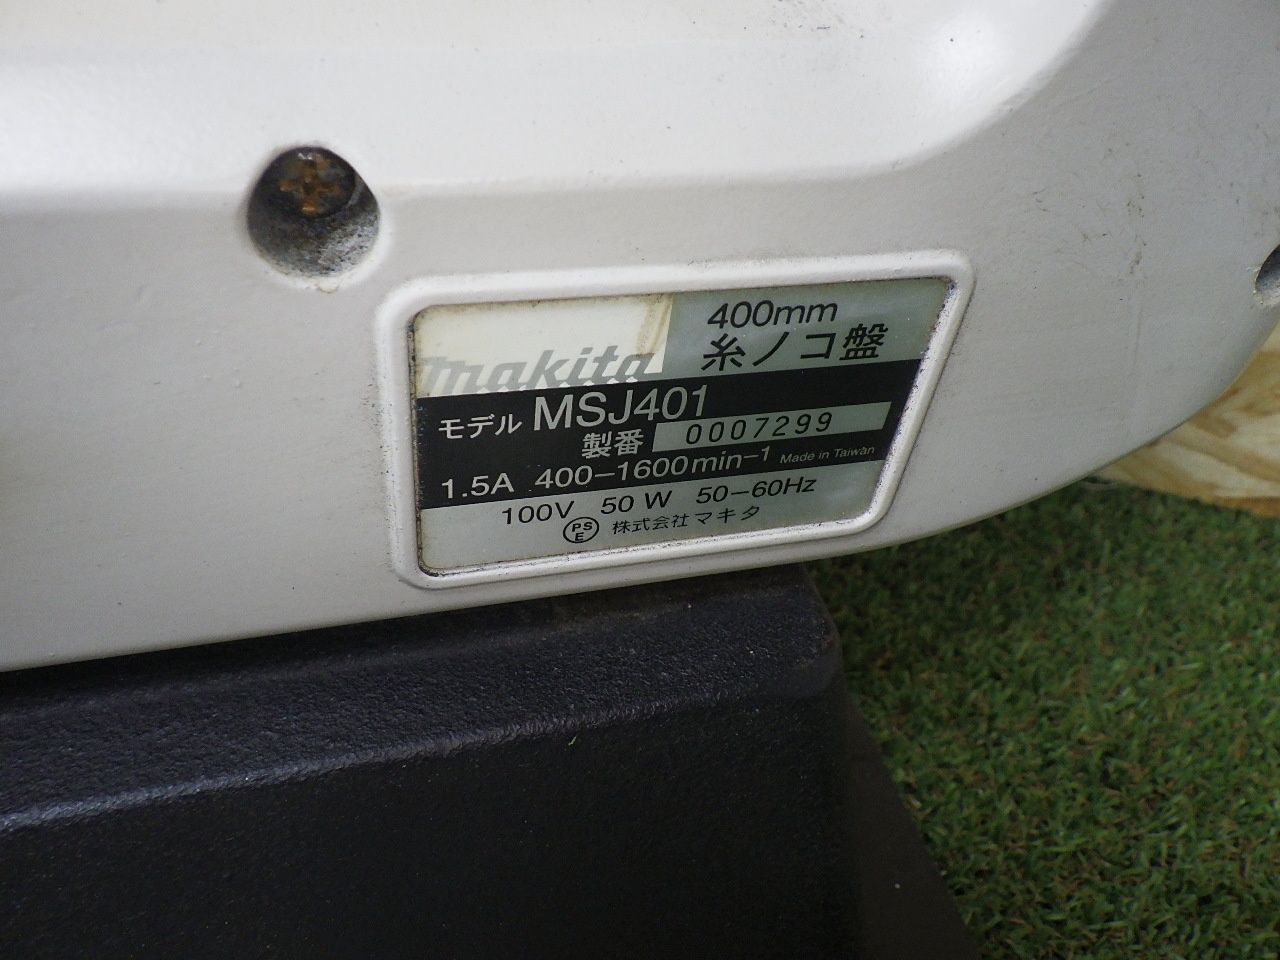 makita
400mm
糸ノコ盤
モデル MSJ401
製番 0007299
1.5A 400-1600min-1 Made in Taiwan
100V 50W 50-60Hz
PSE 株式会社マキタ